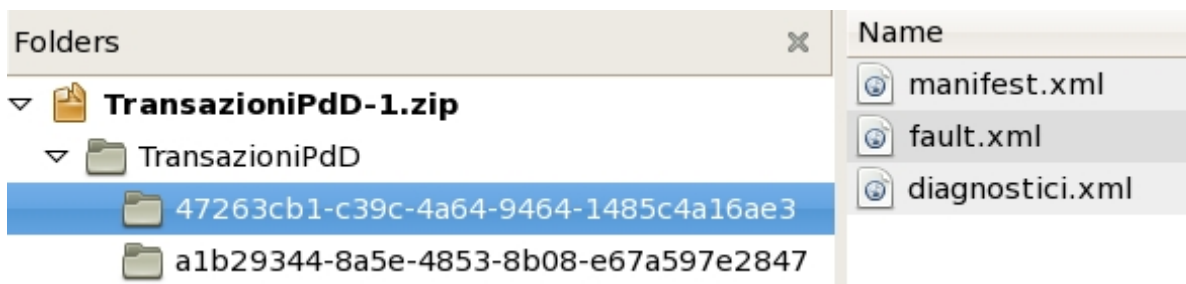 Folders
TransazioniPdD-1.zip
TransazioniPdD
47263cb1-c39c-4a64-9464-1485c4a16ae3
a1b29344-8a5e-4853-8b08-e67a597e2847
Name
manifest.xml
fault.xml
diagnostici.xml